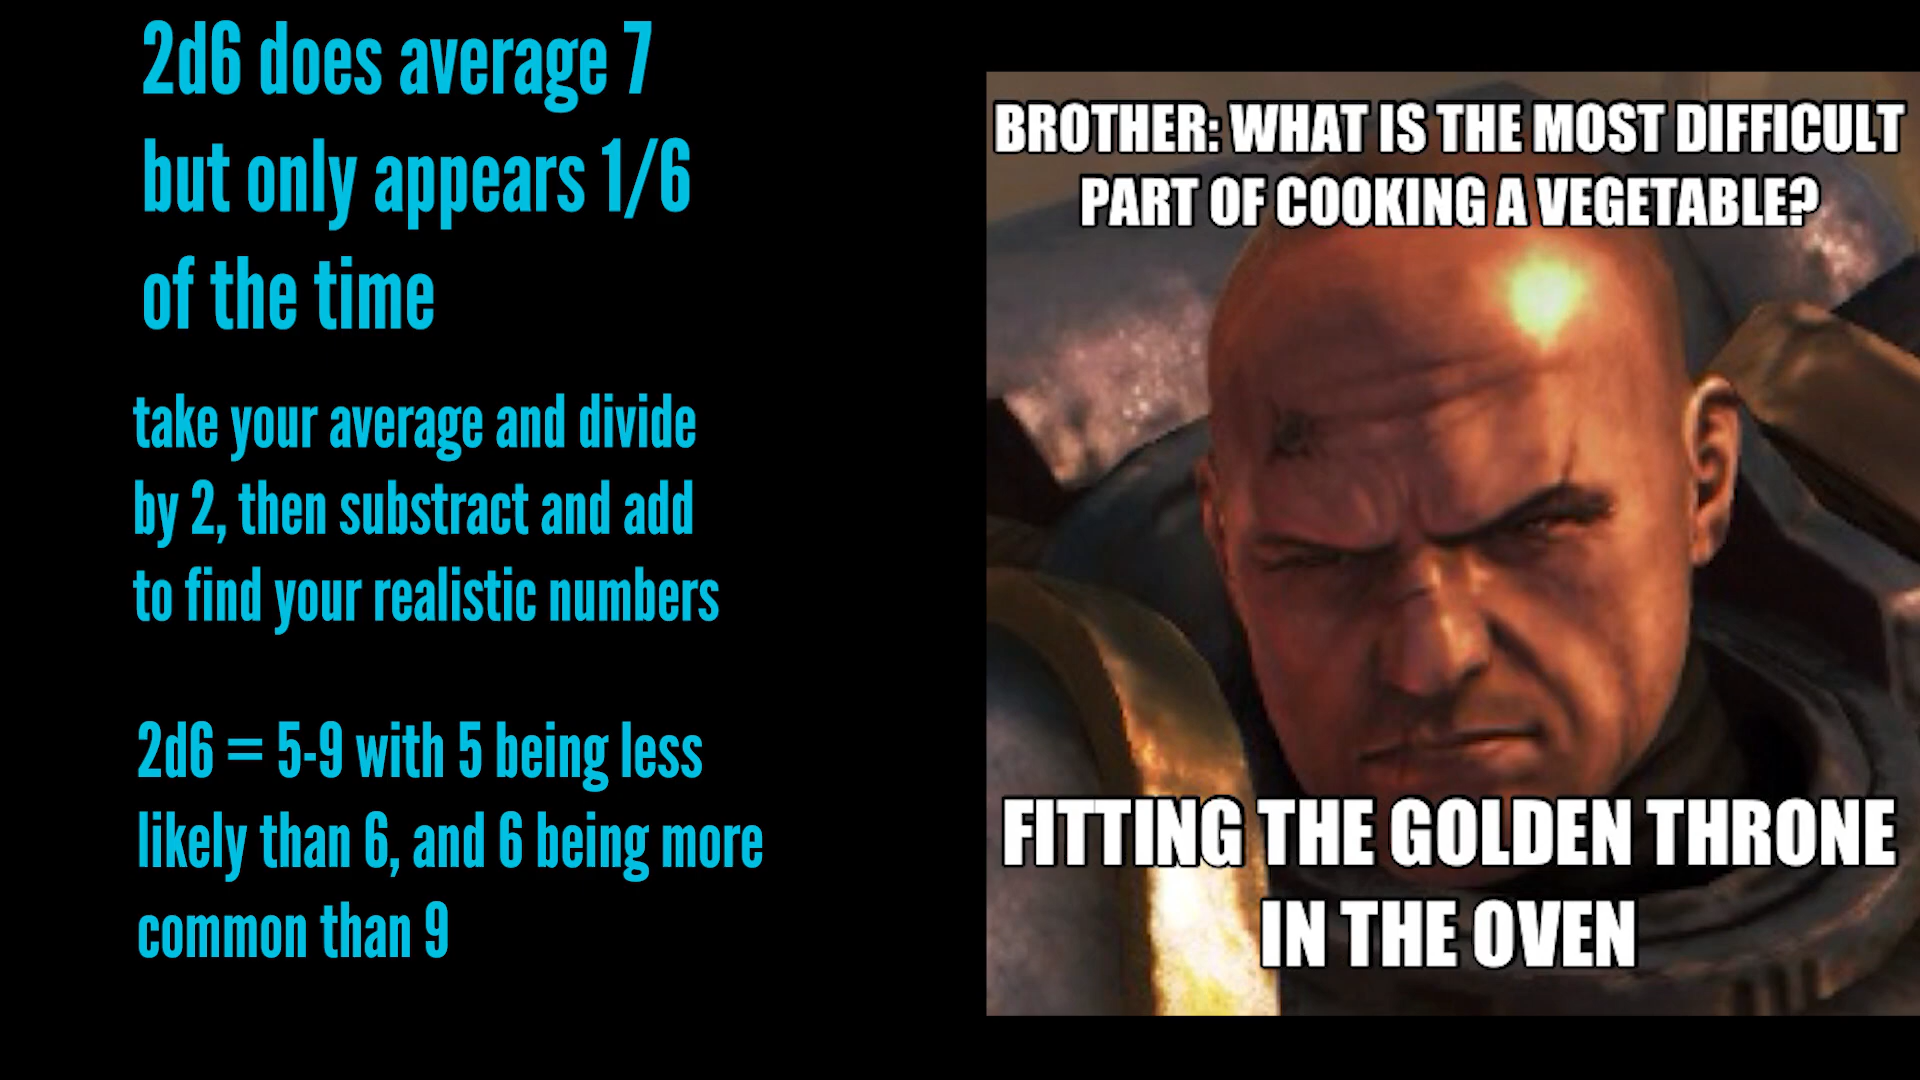 2d6 does average 7
but only appears 1/6
of the time
take your average and divide
by 2, then substract and add
to find your realistic numbers
2d6 = 5-9 with 5 being less
likely than 6, and 6 being more
common than 9
BROTHER: WHAT IS THE MOST DIFFICULT
PART OF COOKING A VEGETABLE?
FITTING THE GOLDEN THRONE
IN THE OVEN